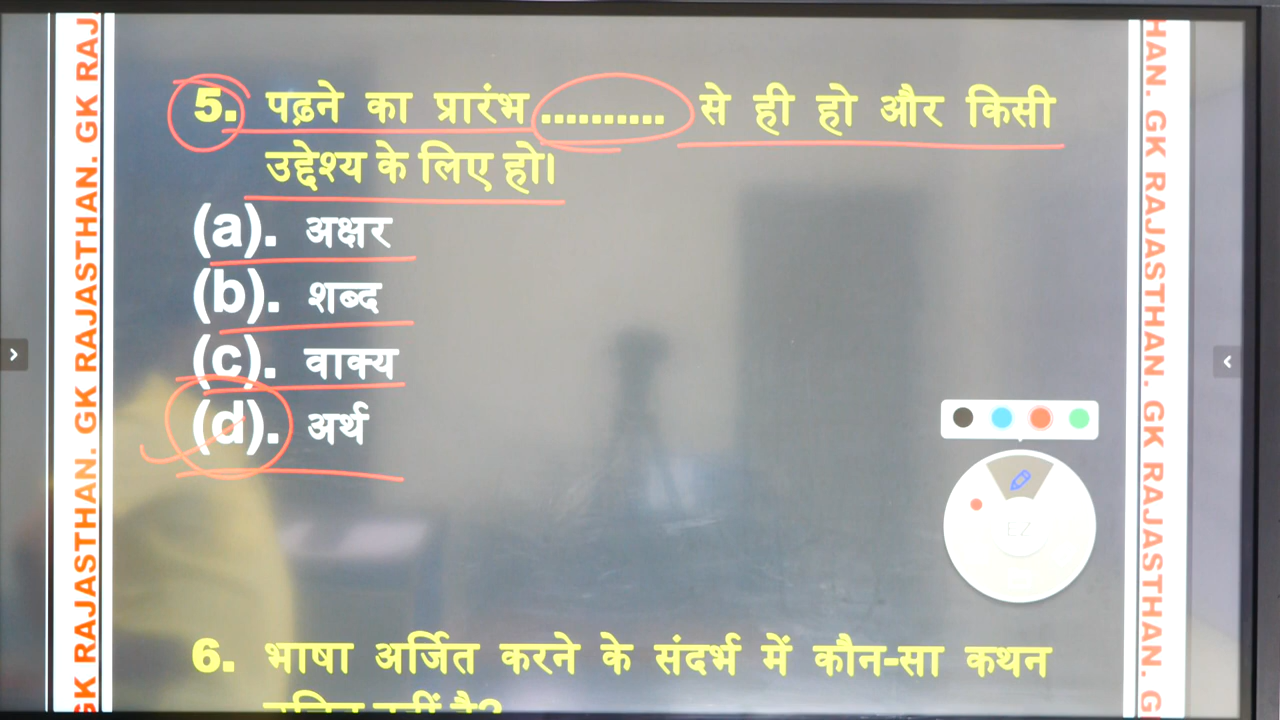 GK RAJASTHAN. GK RAJASTHAN. GK RAJ
5. पढ़ने का प्रारंभ .......... से ही हो और किसी
उद्देश्य के लिए हो।
(a). अक्षर
(b). शब्द
(c). वाक्य
(d). अर्थ
6. भाषा अर्जित करने के संदर्भ में कौन-सा कथन
HAN. GK RAJASTHAN. GK RAJASTHAN. G